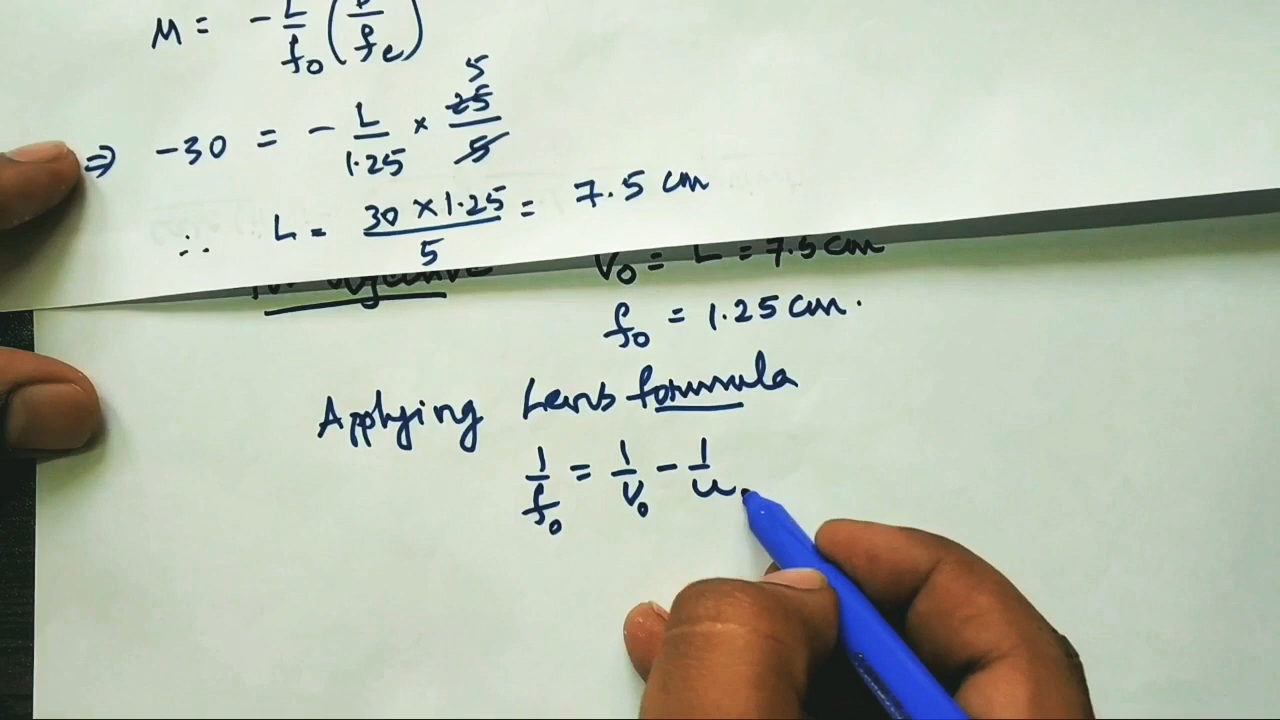 M = - L/f₀ (D/fe)
⇒ -30 = - L/1.25 × 25/5 5
∴ L = 30 × 1.25/5 = 7.5 cm
V₀ = L = 7.5 cm
f₀ = 1.25 cm.
Applying Lens formula
1/f₀ = 1/V₀ - 1/u